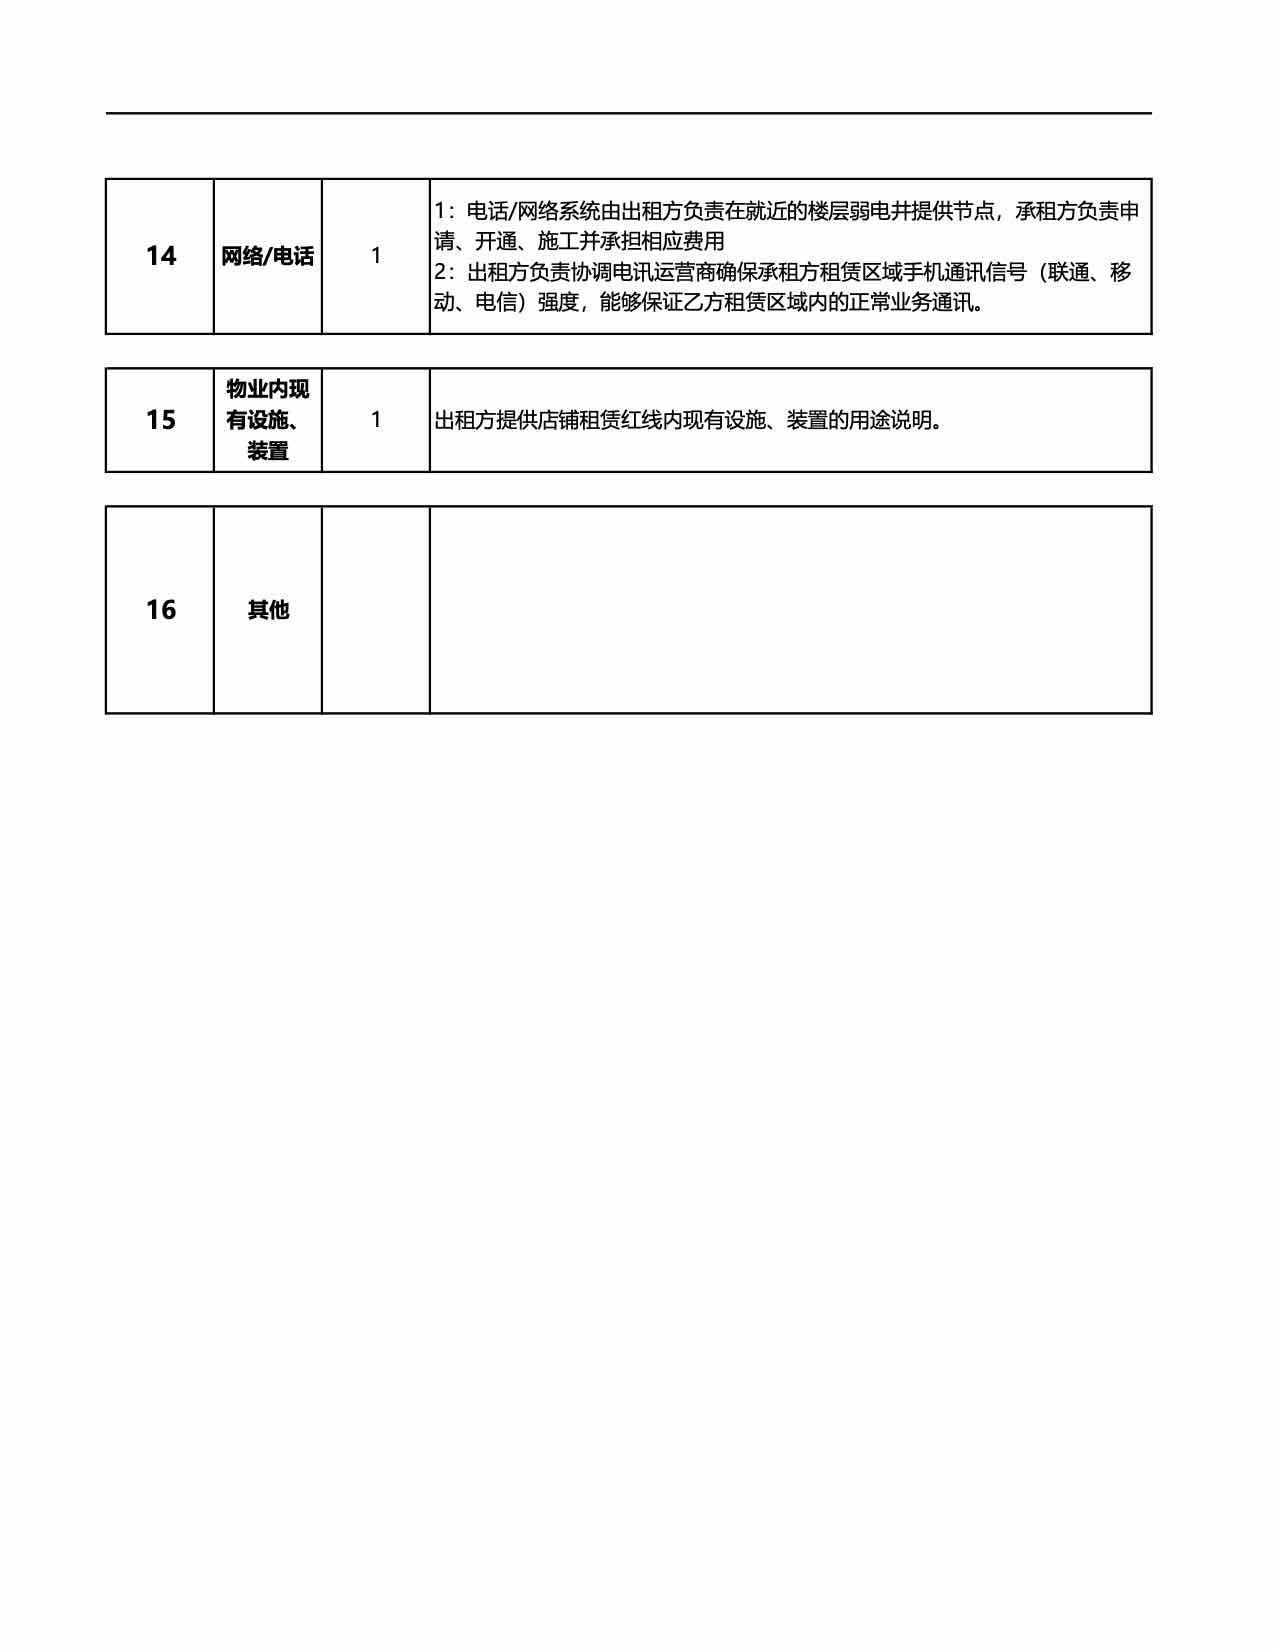 14
网络/电话
1
1：电话/网络系统由出租方负责在就近的楼层弱电井提供节点，承租方负责申
请、开通、施工并承担相应费用
2：出租方负责协调电讯运营商确保承租方租赁区域手机通讯信号（联通、移
动、电信）强度，能够保证乙方租赁区域内的正常业务通讯。
15
物业内现
有设施、
装置
1
出租方提供店铺租赁红线内现有设施、装置的用途说明。
16
其他